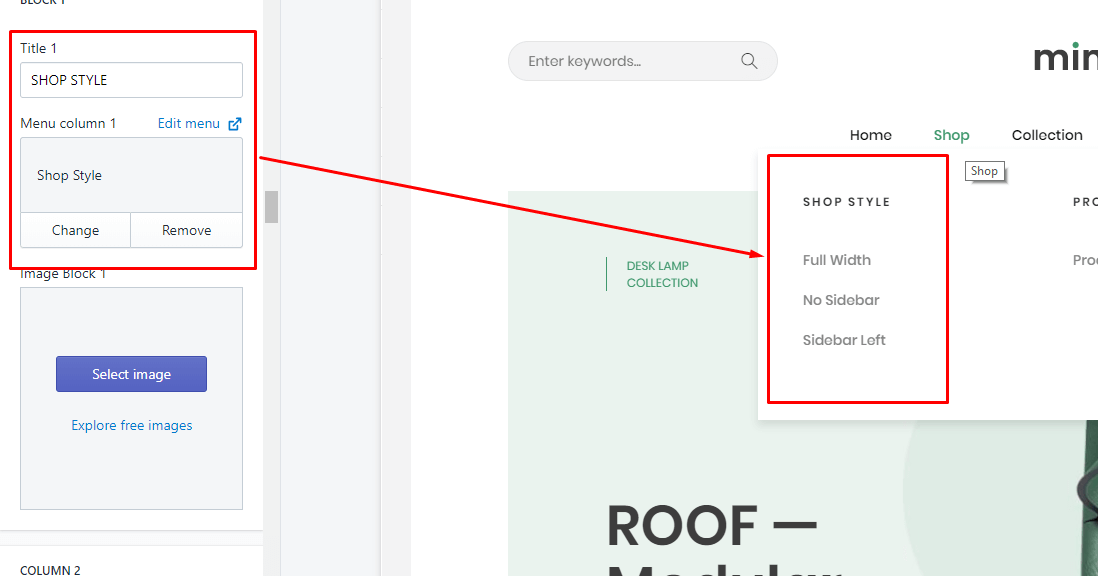 BLOCK 1
Title 1
SHOP STYLE
Menu column 1 Edit menu
Shop Style
Change Remove
Image Block 1
Select image
Explore free images
COLUMN 2
Enter keywords...
min
Home Shop Collection
Shop
SHOP STYLE PRO
Full Width Proc
No Sidebar
Sidebar Left
DESK LAMP
COLLECTION
ROOF —
Modular